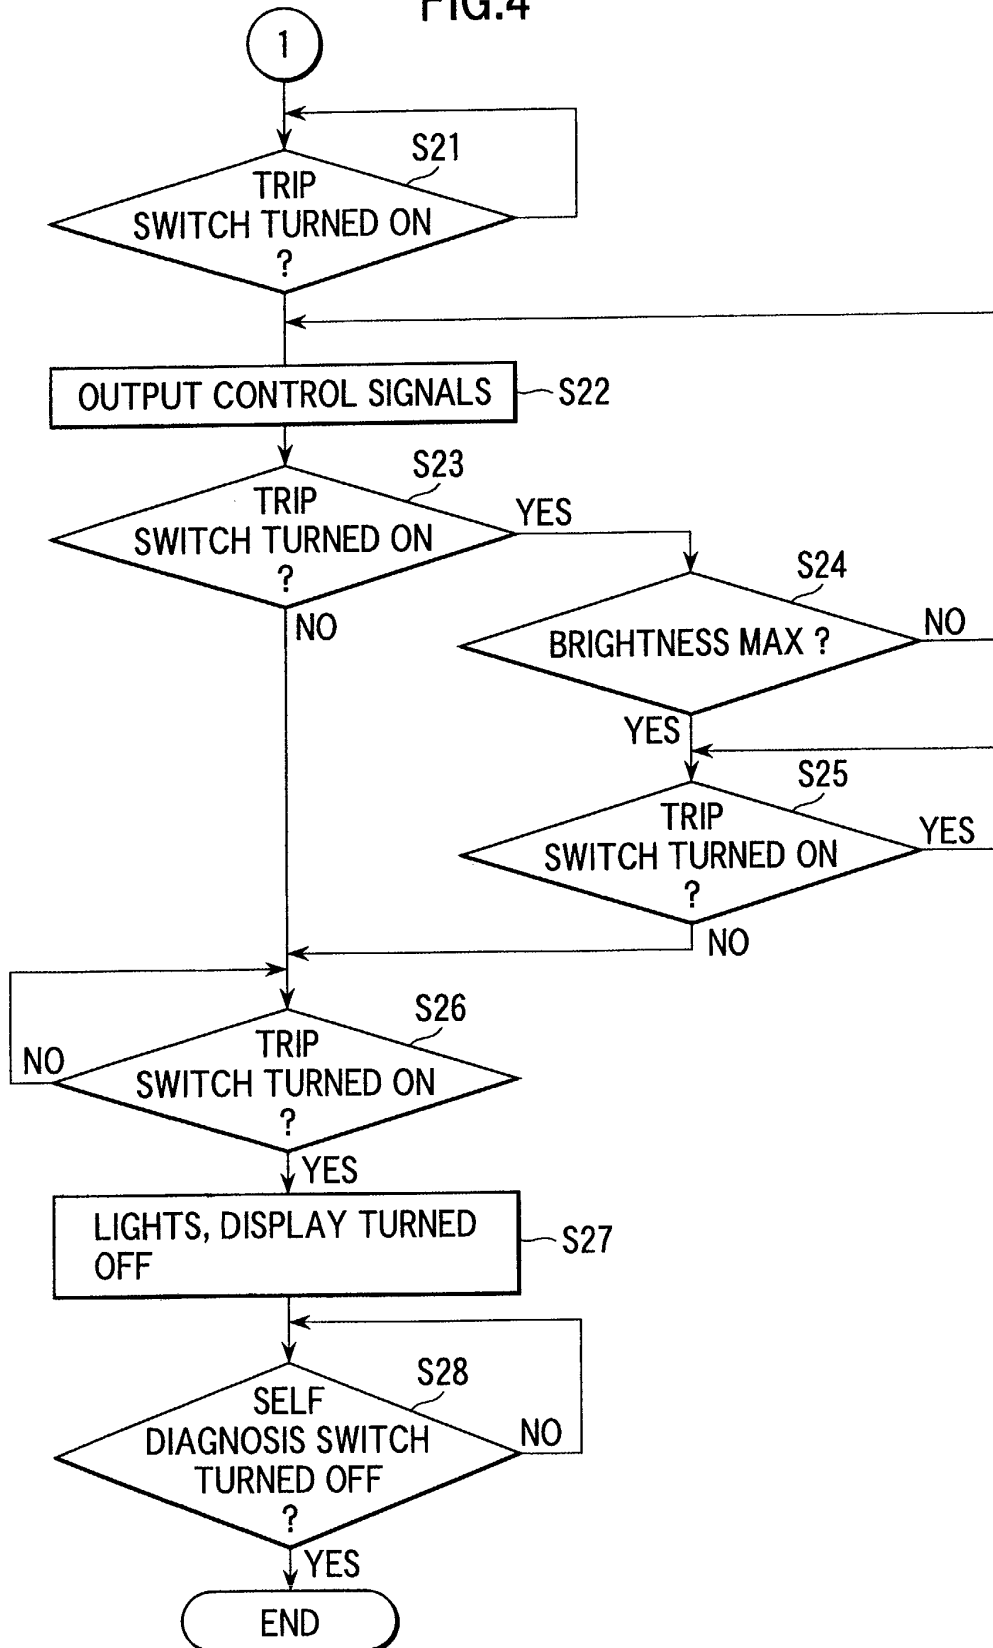 FIG.4
1
S21
TRIP
SWITCH TURNED ON
?
OUTPUT CONTROL SIGNALS
S22
S23
TRIP
SWITCH TURNED ON
?
YES
NO
S24
BRIGHTNESS MAX ?
NO
YES
S25
TRIP
SWITCH TURNED ON
?
YES
NO
S26
TRIP
SWITCH TURNED ON
?
NO
YES
LIGHTS, DISPLAY TURNED
OFF
S27
S28
SELF
DIAGNOSIS SWITCH
TURNED OFF
?
NO
YES
END